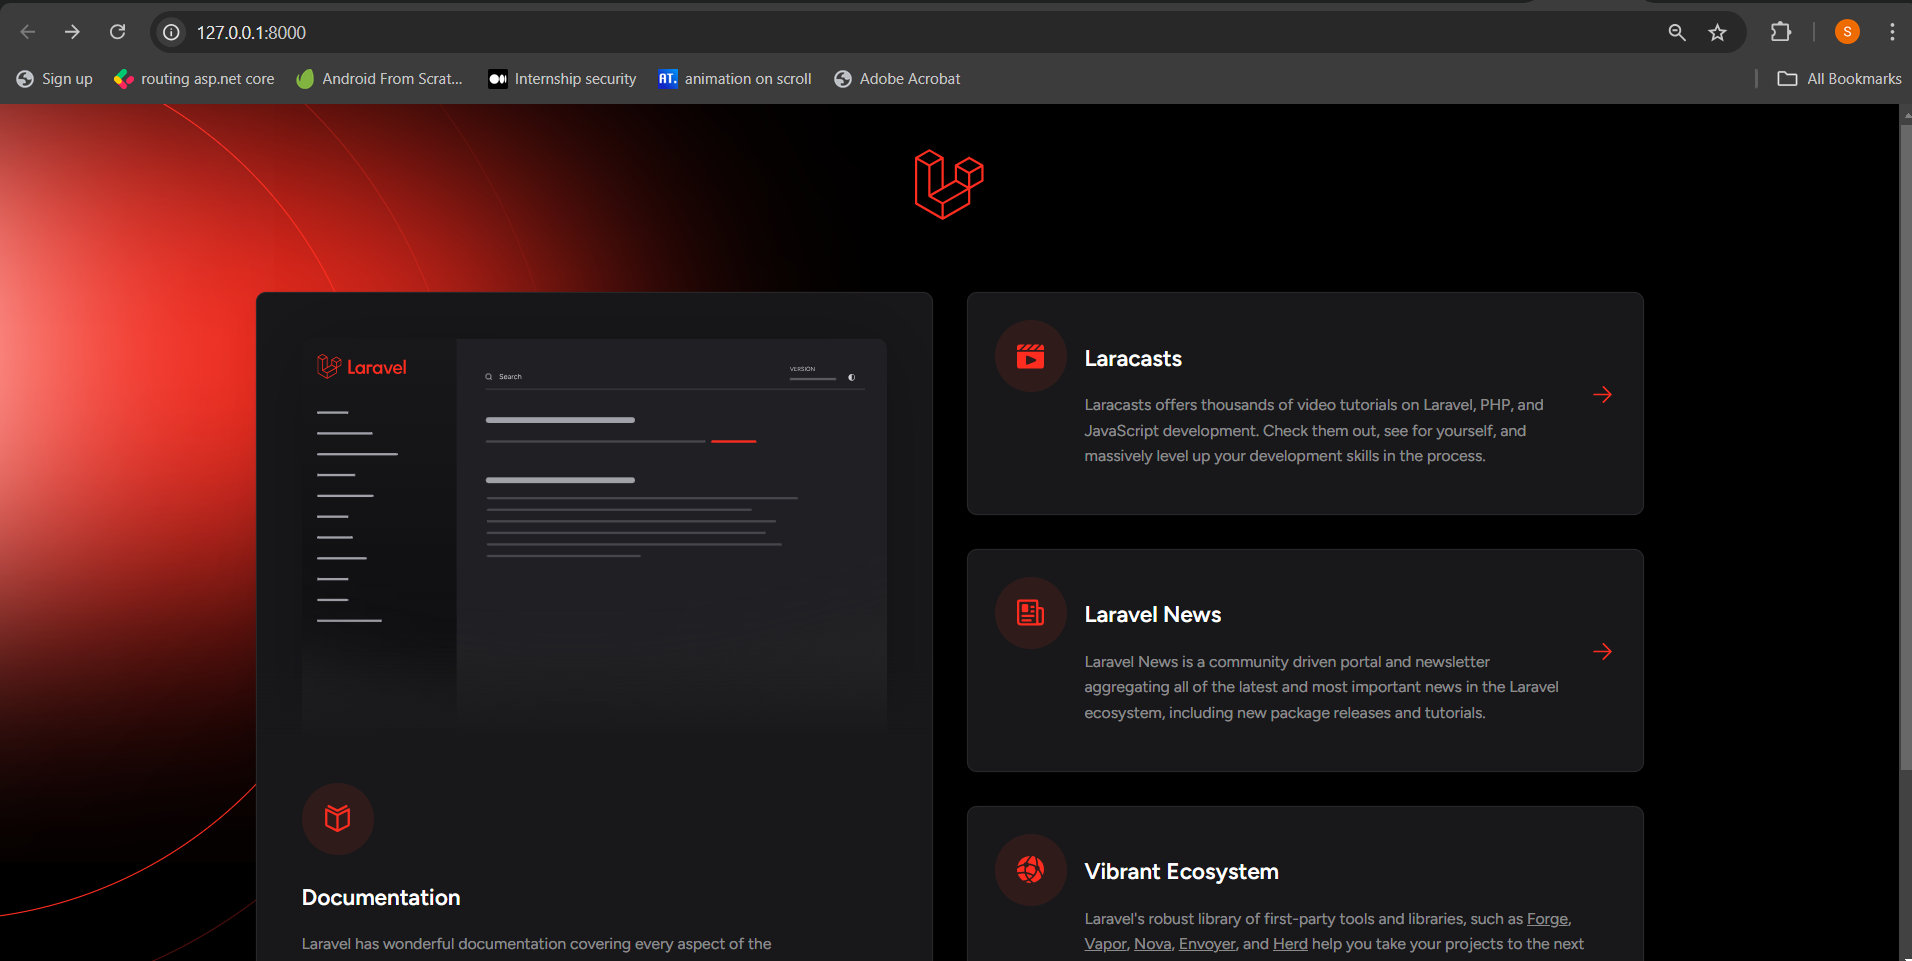 127.0.0.1:8000
S
Sign up
routing asp.net core
Android From Scrat...
Internship security
AT.
animation on scroll
Adobe Acrobat
All Bookmarks
Laravel
Search
VERSION
Documentation
Laravel has wonderful documentation covering every aspect of the
Laracasts
Laracasts offers thousands of video tutorials on Laravel, PHP, and
JavaScript development. Check them out, see for yourself, and
massively level up your development skills in the process.
Laravel News
Laravel News is a community driven portal and newsletter
aggregating all of the latest and most important news in the Laravel
ecosystem, including new package releases and tutorials.
Vibrant Ecosystem
Laravel's robust library of first-party tools and libraries, such as Forge,
Vapor, Nova, Envoyer, and Herd help you take your projects to the next